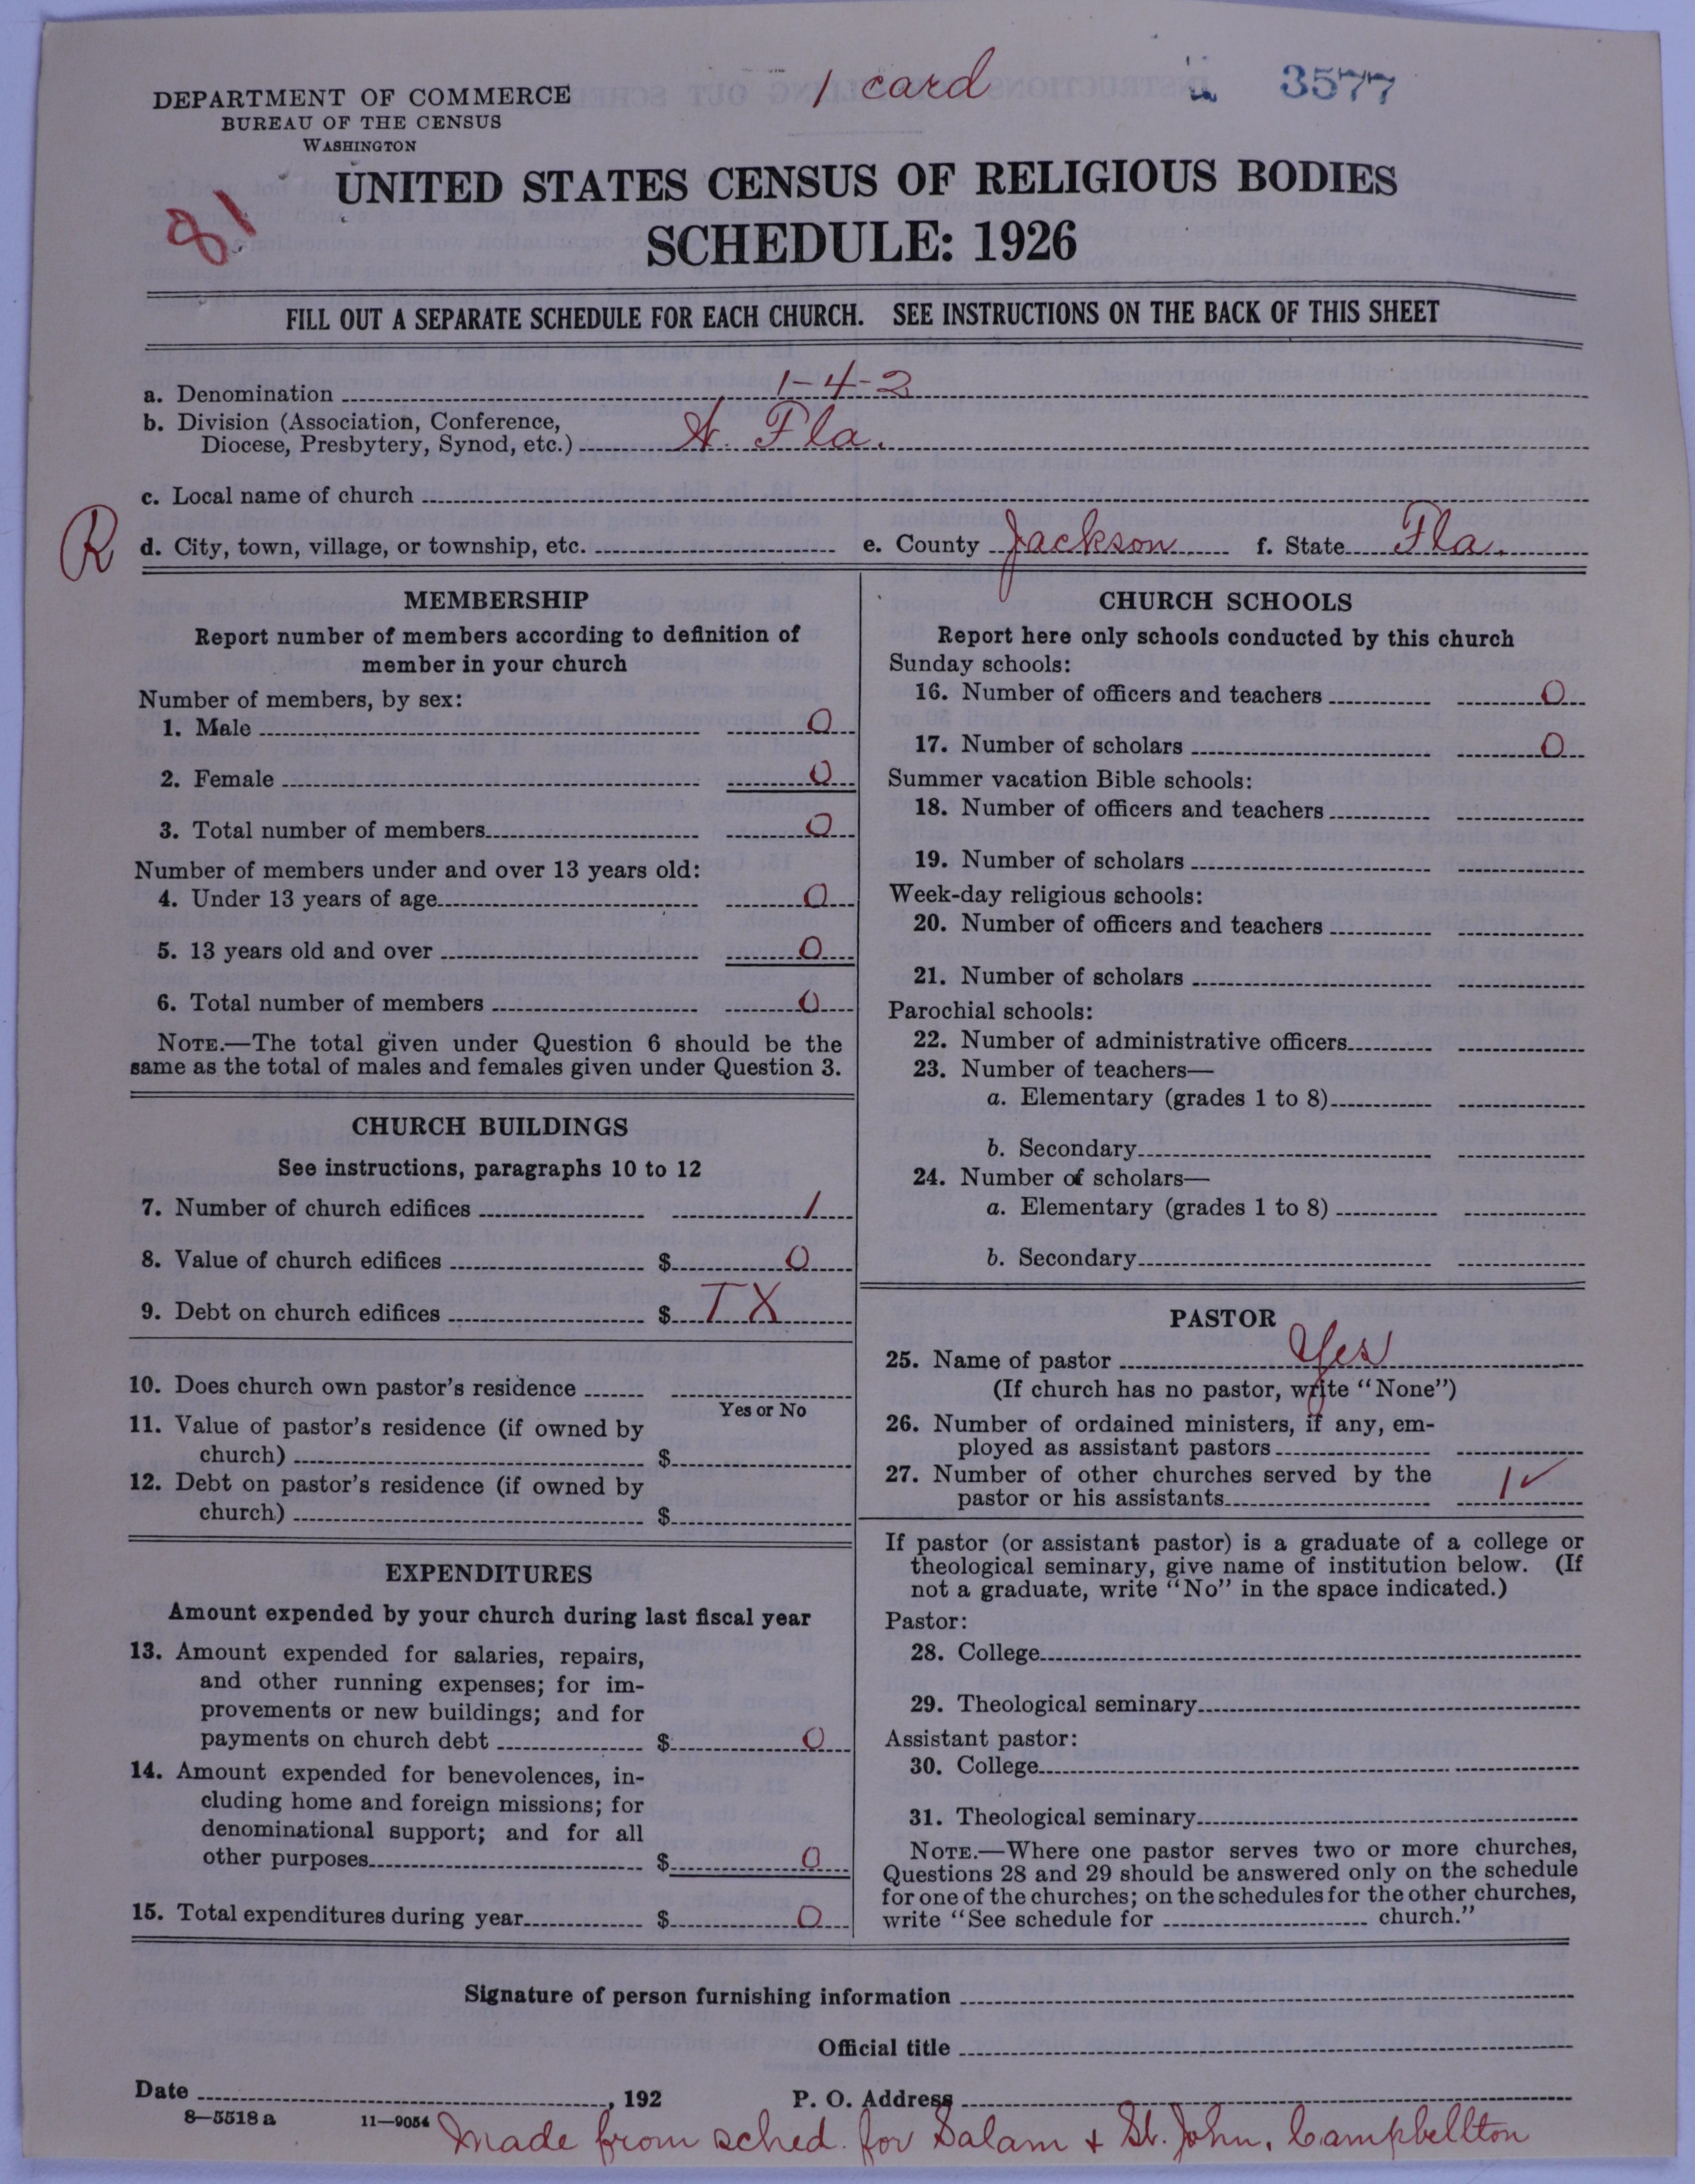 DEPARTMENT OF COMMERCE
BUREAU OF THE CENSUS
WASHINGTON
1 card
3577
81
UNITED STATES CENSUS OF RELIGIOUS BODIES
SCHEDULE: 1926
FILL OUT A SEPARATE SCHEDULE FOR EACH CHURCH. SEE INSTRUCTIONS ON THE BACK OF THIS SHEET
a. Denomination 1-4-2
b. Division (Association, Conference,
Diocese, Presbytery, Synod, etc.) Fla.
c. Local name of church
R
d. City, town, village, or township, etc. e. County Jackson f. State Fla.
MEMBERSHIP
Report number of members according to definition of
member in your church
Number of members, by sex:
1. Male 0
2. Female 0
3. Total number of members 0
Number of members under and over 13 years old:
4. Under 13 years of age 0
5. 13 years old and over 0
6. Total number of members 0
NOTE.—The total given under Question 6 should be the
same as the total of males and females given under Question 3.
CHURCH BUILDINGS
See instructions, paragraphs 10 to 12
7. Number of church edifices 1
8. Value of church edifices $ 0
9. Debt on church edifices $ TX
10. Does church own pastor's residence
Yes or No
11. Value of pastor's residence (if owned by
church) $
12. Debt on pastor's residence (if owned by
church) $
EXPENDITURES
Amount expended by your church during last fiscal year
13. Amount expended for salaries, repairs,
and other running expenses; for im-
provements or new buildings; and for
payments on church debt $ 0
14. Amount expended for benevolences, in-
cluding home and foreign missions; for
denominational support; and for all
other purposes $ 0
15. Total expenditures during year $ 0
CHURCH SCHOOLS
Report here only schools conducted by this church
Sunday schools:
16. Number of officers and teachers 0
17. Number of scholars 0
Summer vacation Bible schools:
18. Number of officers and teachers
19. Number of scholars
Week-day religious schools:
20. Number of officers and teachers
21. Number of scholars
Parochial schools:
22. Number of administrative officers
23. Number of teachers—
a. Elementary (grades 1 to 8)
b. Secondary
24. Number of scholars—
a. Elementary (grades 1 to 8)
b. Secondary
PASTOR
25. Name of pastor Yes
(If church has no pastor, write "None")
26. Number of ordained ministers, if any, em-
ployed as assistant pastors
27. Number of other churches served by the
pastor or his assistants 1 ✓
If pastor (or assistant pastor) is a graduate of a college or
theological seminary, give name of institution below. (If
not a graduate, write "No" in the space indicated.)
Pastor:
28. College
29. Theological seminary
Assistant pastor:
30. College
31. Theological seminary
NOTE.—Where one pastor serves two or more churches,
Questions 28 and 29 should be answered only on the schedule
for one of the churches; on the schedules for the other churches,
write "See schedule for church."
Signature of person furnishing information
Official title
Date , 192 P. O. Address
8—5518 a 11—9054
Made from sched. for Salam + St. John, Campbellton